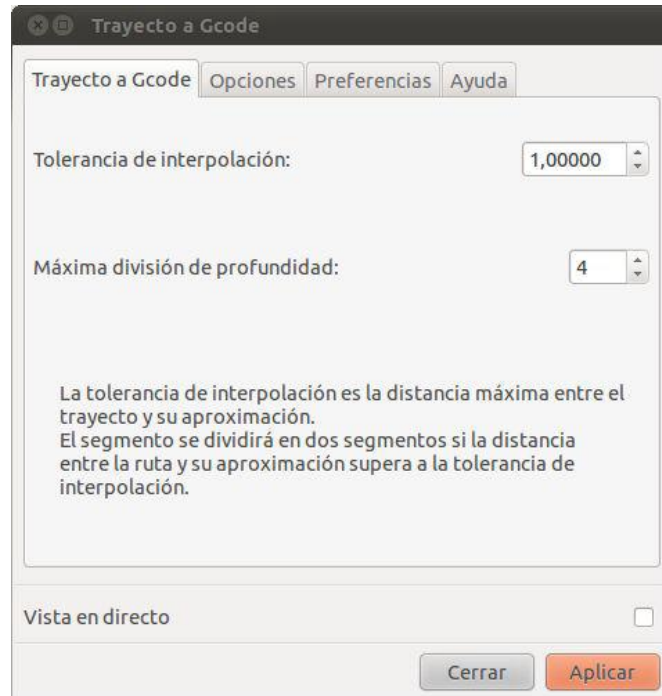 Trayecto a Gcode
Trayecto a Gcode Opciones Preferencias Ayuda
Tolerancia de interpolación: 1,00000
Máxima división de profundidad: 4
La tolerancia de interpolación es la distancia máxima entre el
trayecto y su aproximación.
El segmento se dividirá en dos segmentos si la distancia
entre la ruta y su aproximación supera a la tolerancia de
interpolación.
Vista en directo
Cerrar Aplicar